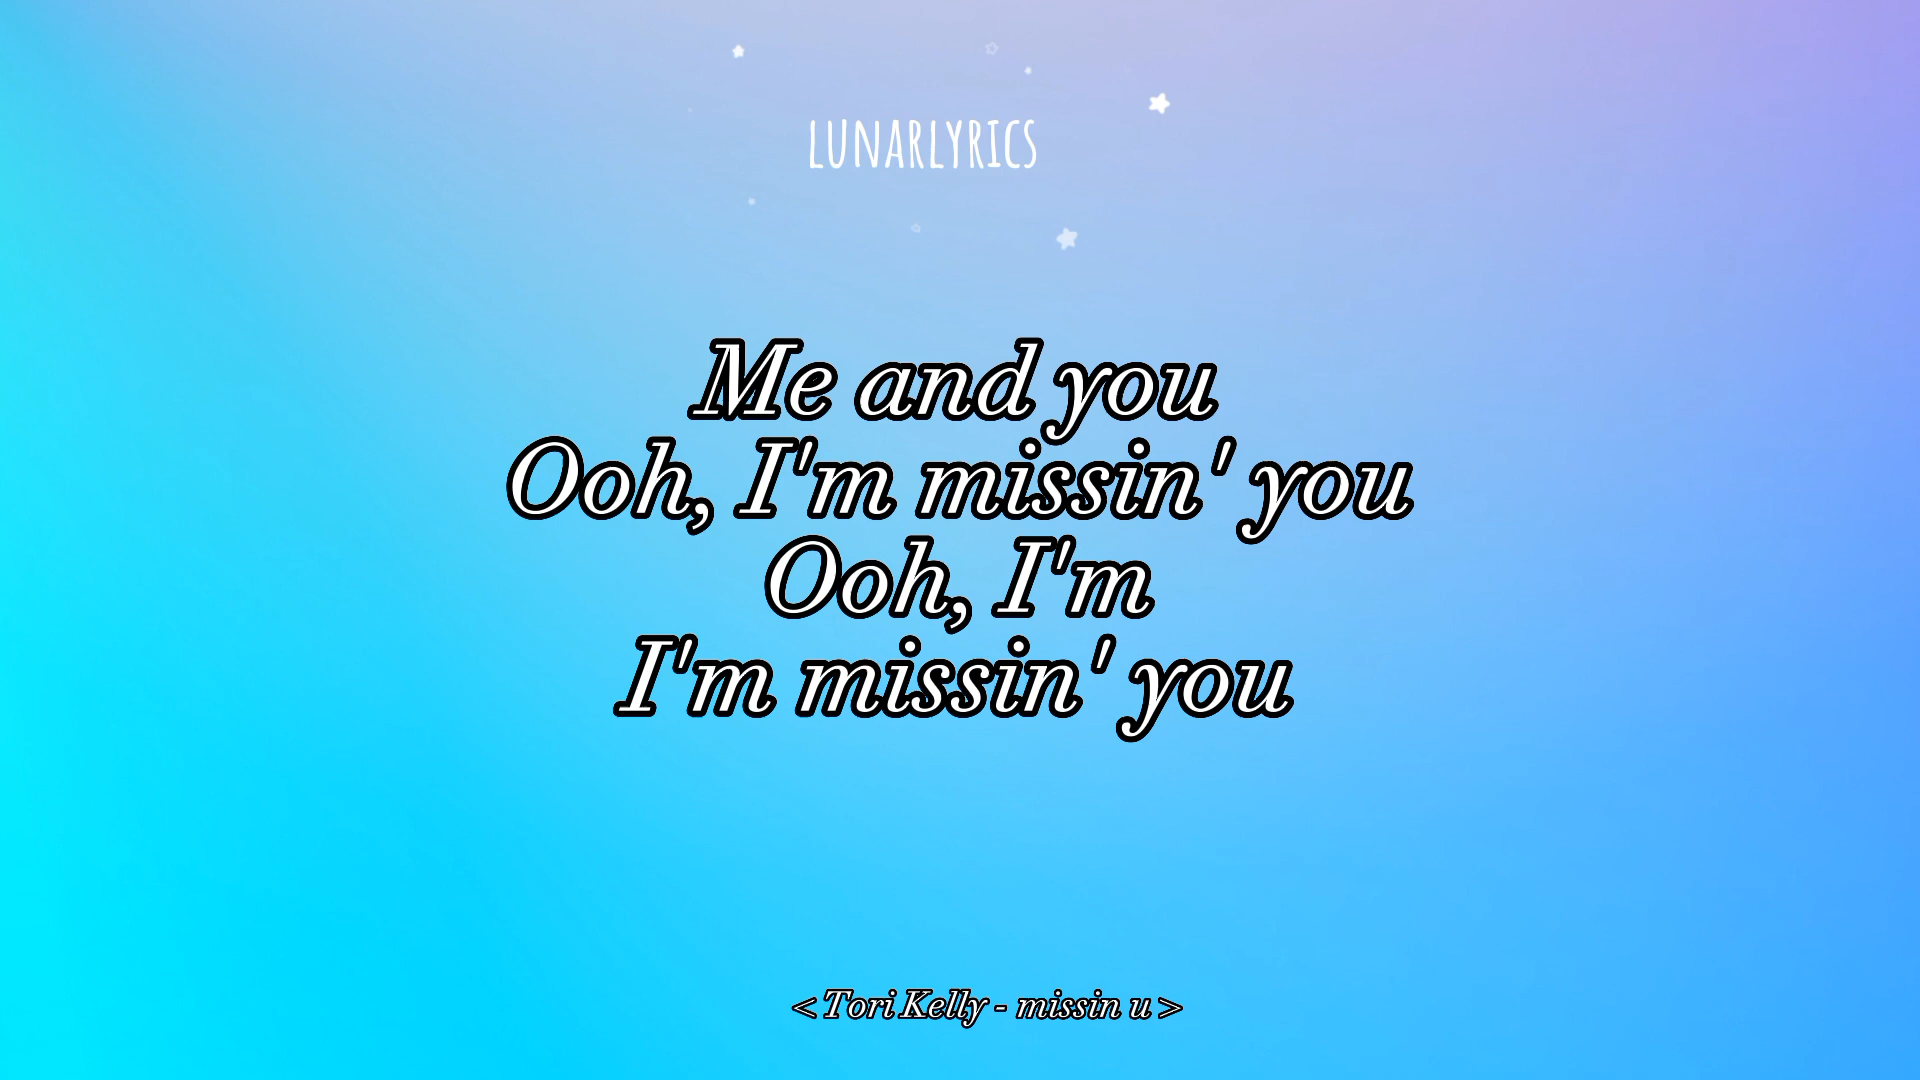 LUNARLYRICS
Me and you
Ooh, I'm missin' you
Ooh, I'm
I'm missin' you
< Tori Kelly - missin u >